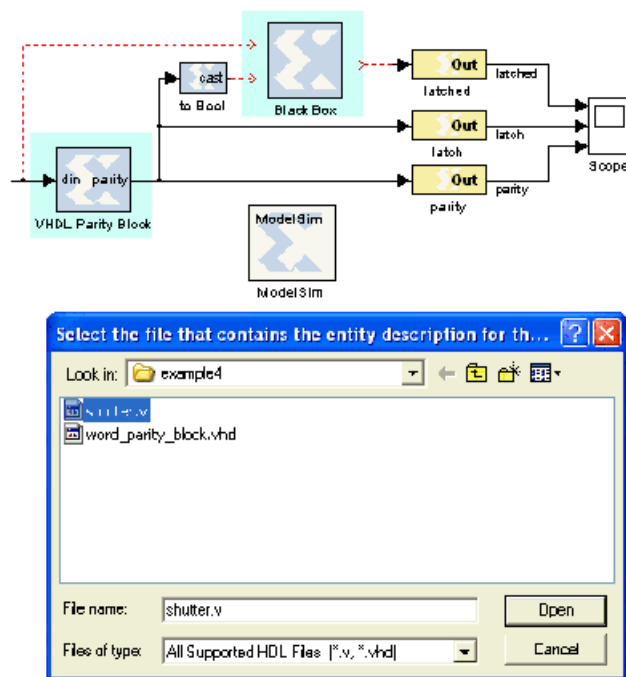 cast
to Bool
Black Box
Out
latched
latched
Out
latch
latch
Out
parity
parity
Scope
din parity
VHDL Parity Block
ModelSim
ModelSim
Select the file that contains the entity description for th...
Look in: example4
shutter.v
word_parity_block.vhd
File name: shutter.v
Open
Files of type: All Supported HDL Files (*.v, *.vhd)
Cancel